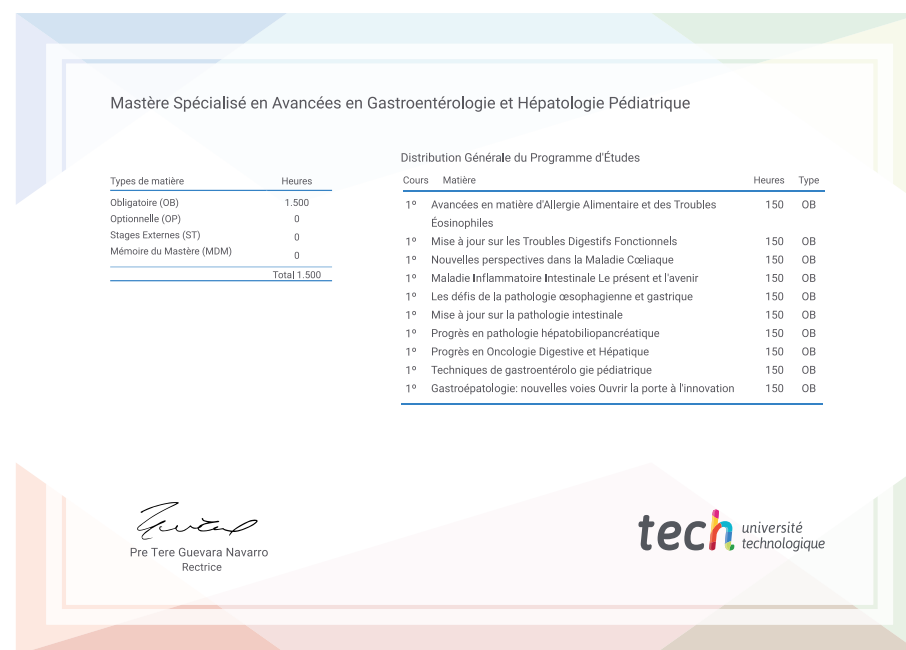 Mastère Spécialisé en Avancées en Gastroentérologie et Hépatologie Pédiatrique
Types de matière Heures
Obligatoire (OB) 1.500
Optionnelle (OP) 0
Stages Externes (ST) 0
Mémoire du Mastère (MDM) 0
Total 1.500
Distribution Générale du Programme d'Études
Cours Matière Heures Type
1º Avancées en matière d'Allergie Alimentaire et des Troubles 150 OB
Éosinophiles
1º Mise à jour sur les Troubles Digestifs Fonctionnels 150 OB
1º Nouvelles perspectives dans la Maladie Cœliaque 150 OB
1º Maladie Inflammatoire Intestinale Le présent et l'avenir 150 OB
1º Les défis de la pathologie œsophagienne et gastrique 150 OB
1º Mise à jour sur la pathologie intestinale 150 OB
1º Progrès en pathologie hépatobiliopancréatique 150 OB
1º Progrès en Oncologie Digestive et Hépatique 150 OB
1º Techniques de gastroentérolo gie pédiatrique 150 OB
1º Gastroépatologie: nouvelles voies Ouvrir la porte à l'innovation 150 OB
Pre Tere Guevara Navarro
Rectrice
tech université
technologique